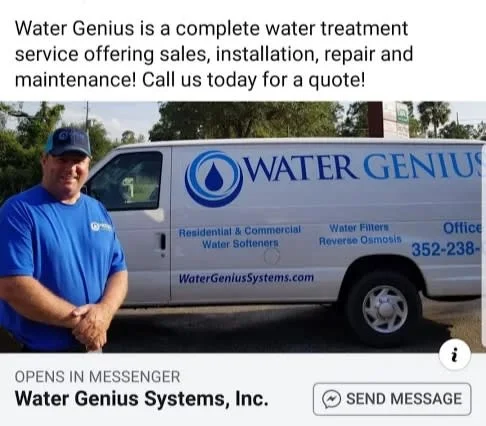 Water Genius is a complete water treatment
service offering sales, installation, repair and
maintenance! Call us today for a quote!
WATER GENIUS
Residential & Commercial
Water Softeners
Water Filters
Reverse Osmosis
Office
352-238-
WaterGeniusSystems.com
i
OPENS IN MESSENGER
Water Genius Systems, Inc.
SEND MESSAGE